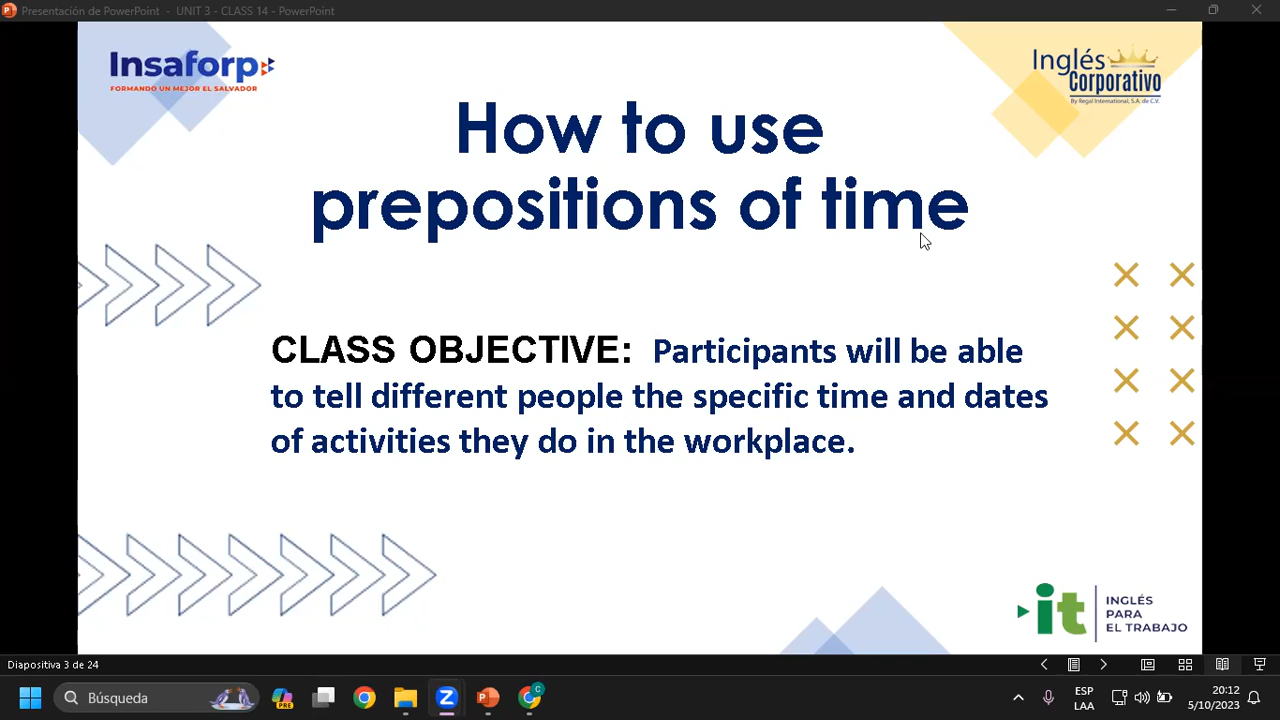 Presentación de PowerPoint - UNIT 3 - CLASS 14 - PowerPoint
Insaforp
FORMANDO UN MEJOR EL SALVADOR
Inglés
Corporativo
By Regal International, S.A. de C.V.
How to use
prepositions of time
CLASS OBJECTIVE: Participants will be able
to tell different people the specific time and dates
of activities they do in the workplace.
it
INGLÉS
PARA
EL TRABAJO
Diapositiva 3 de 24
Búsqueda
PRE
ESP
LAA
20:12
5/10/2023